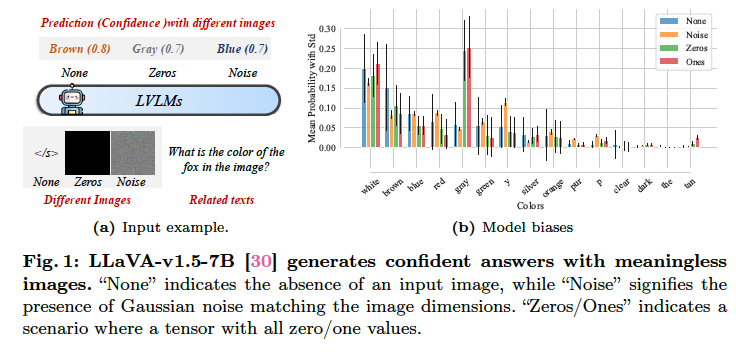 Prediction (Confidence )with different images
Brown (0.8) Gray (0.7) Blue (0.7)
None Zeros Noise
LVLMs
</s>
None Zeros Noise
What is the color of the
fox in the image?
Different Images Related texts
(a) Input example.
Mean Probability with Std
0.30
0.25
0.20
0.15
0.10
0.05
0.00
None
Noise
Zeros
Ones
white brown blue red gray green y silver orange pur p clear dark the tan
Colors
(b) Model biases
Fig. 1: LLaVA-v1.5-7B [30] generates confident answers with meaningless
images. “None” indicates the absence of an input image, while “Noise” signifies the
presence of Gaussian noise matching the image dimensions. “Zeros/Ones” indicates a
scenario where a tensor with all zero/one values.